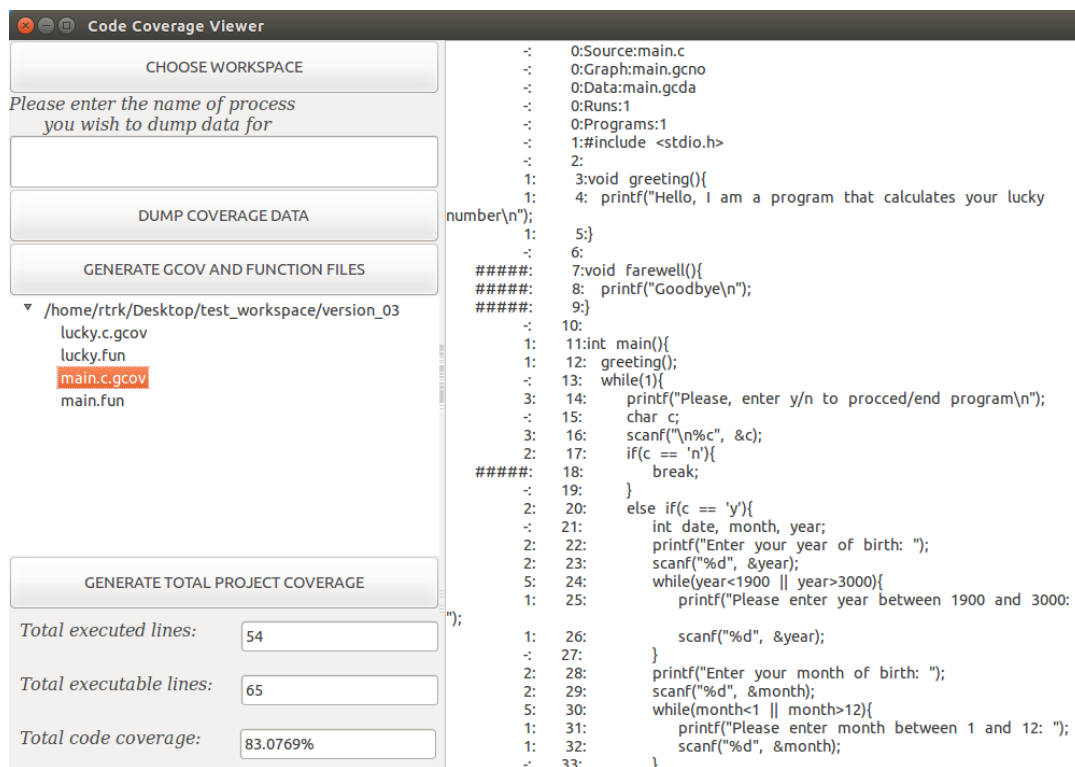 Code Coverage Viewer
CHOOSE WORKSPACE
Please enter the name of process
you wish to dump data for
DUMP COVERAGE DATA
GENERATE GCOV AND FUNCTION FILES
/home/rtrk/Desktop/test_workspace/version_03
lucky.c.gcov
lucky.fun
main.c.gcov
main.fun
GENERATE TOTAL PROJECT COVERAGE
Total executed lines: 54
Total executable lines: 65
Total code coverage: 83.0769%
-: 0:Source:main.c
-: 0:Graph:main.gcno
-: 0:Data:main.gcda
-: 0:Runs:1
-: 0:Programs:1
-: 1:#include <stdio.h>
-: 2:
1: 3:void greeting(){
1: 4: printf("Hello, I am a program that calculates your lucky
number\n");
1: 5:}
-: 6:
#####: 7:void farewell(){
#####: 8: printf("Goodbye\n");
#####: 9:}
-: 10:
1: 11:int main(){
1: 12: greeting();
-: 13: while(1){
3: 14: printf("Please, enter y/n to procced/end program\n");
-: 15: char c;
3: 16: scanf("\n%c", &c);
2: 17: if(c == 'n'){
#####: 18: break;
-: 19: }
2: 20: else if(c == 'y'){
-: 21: int date, month, year;
2: 22: printf("Enter your year of birth: ");
2: 23: scanf("%d", &year);
5: 24: while(year<1900 || year>3000){
1: 25: printf("Please enter year between 1900 and 3000:
");
1: 26: scanf("%d", &year);
-: 27: }
2: 28: printf("Enter your month of birth: ");
2: 29: scanf("%d", &month);
5: 30: while(month<1 || month>12){
1: 31: printf("Please enter month between 1 and 12: ");
1: 32: scanf("%d", &month);
-: 33: }